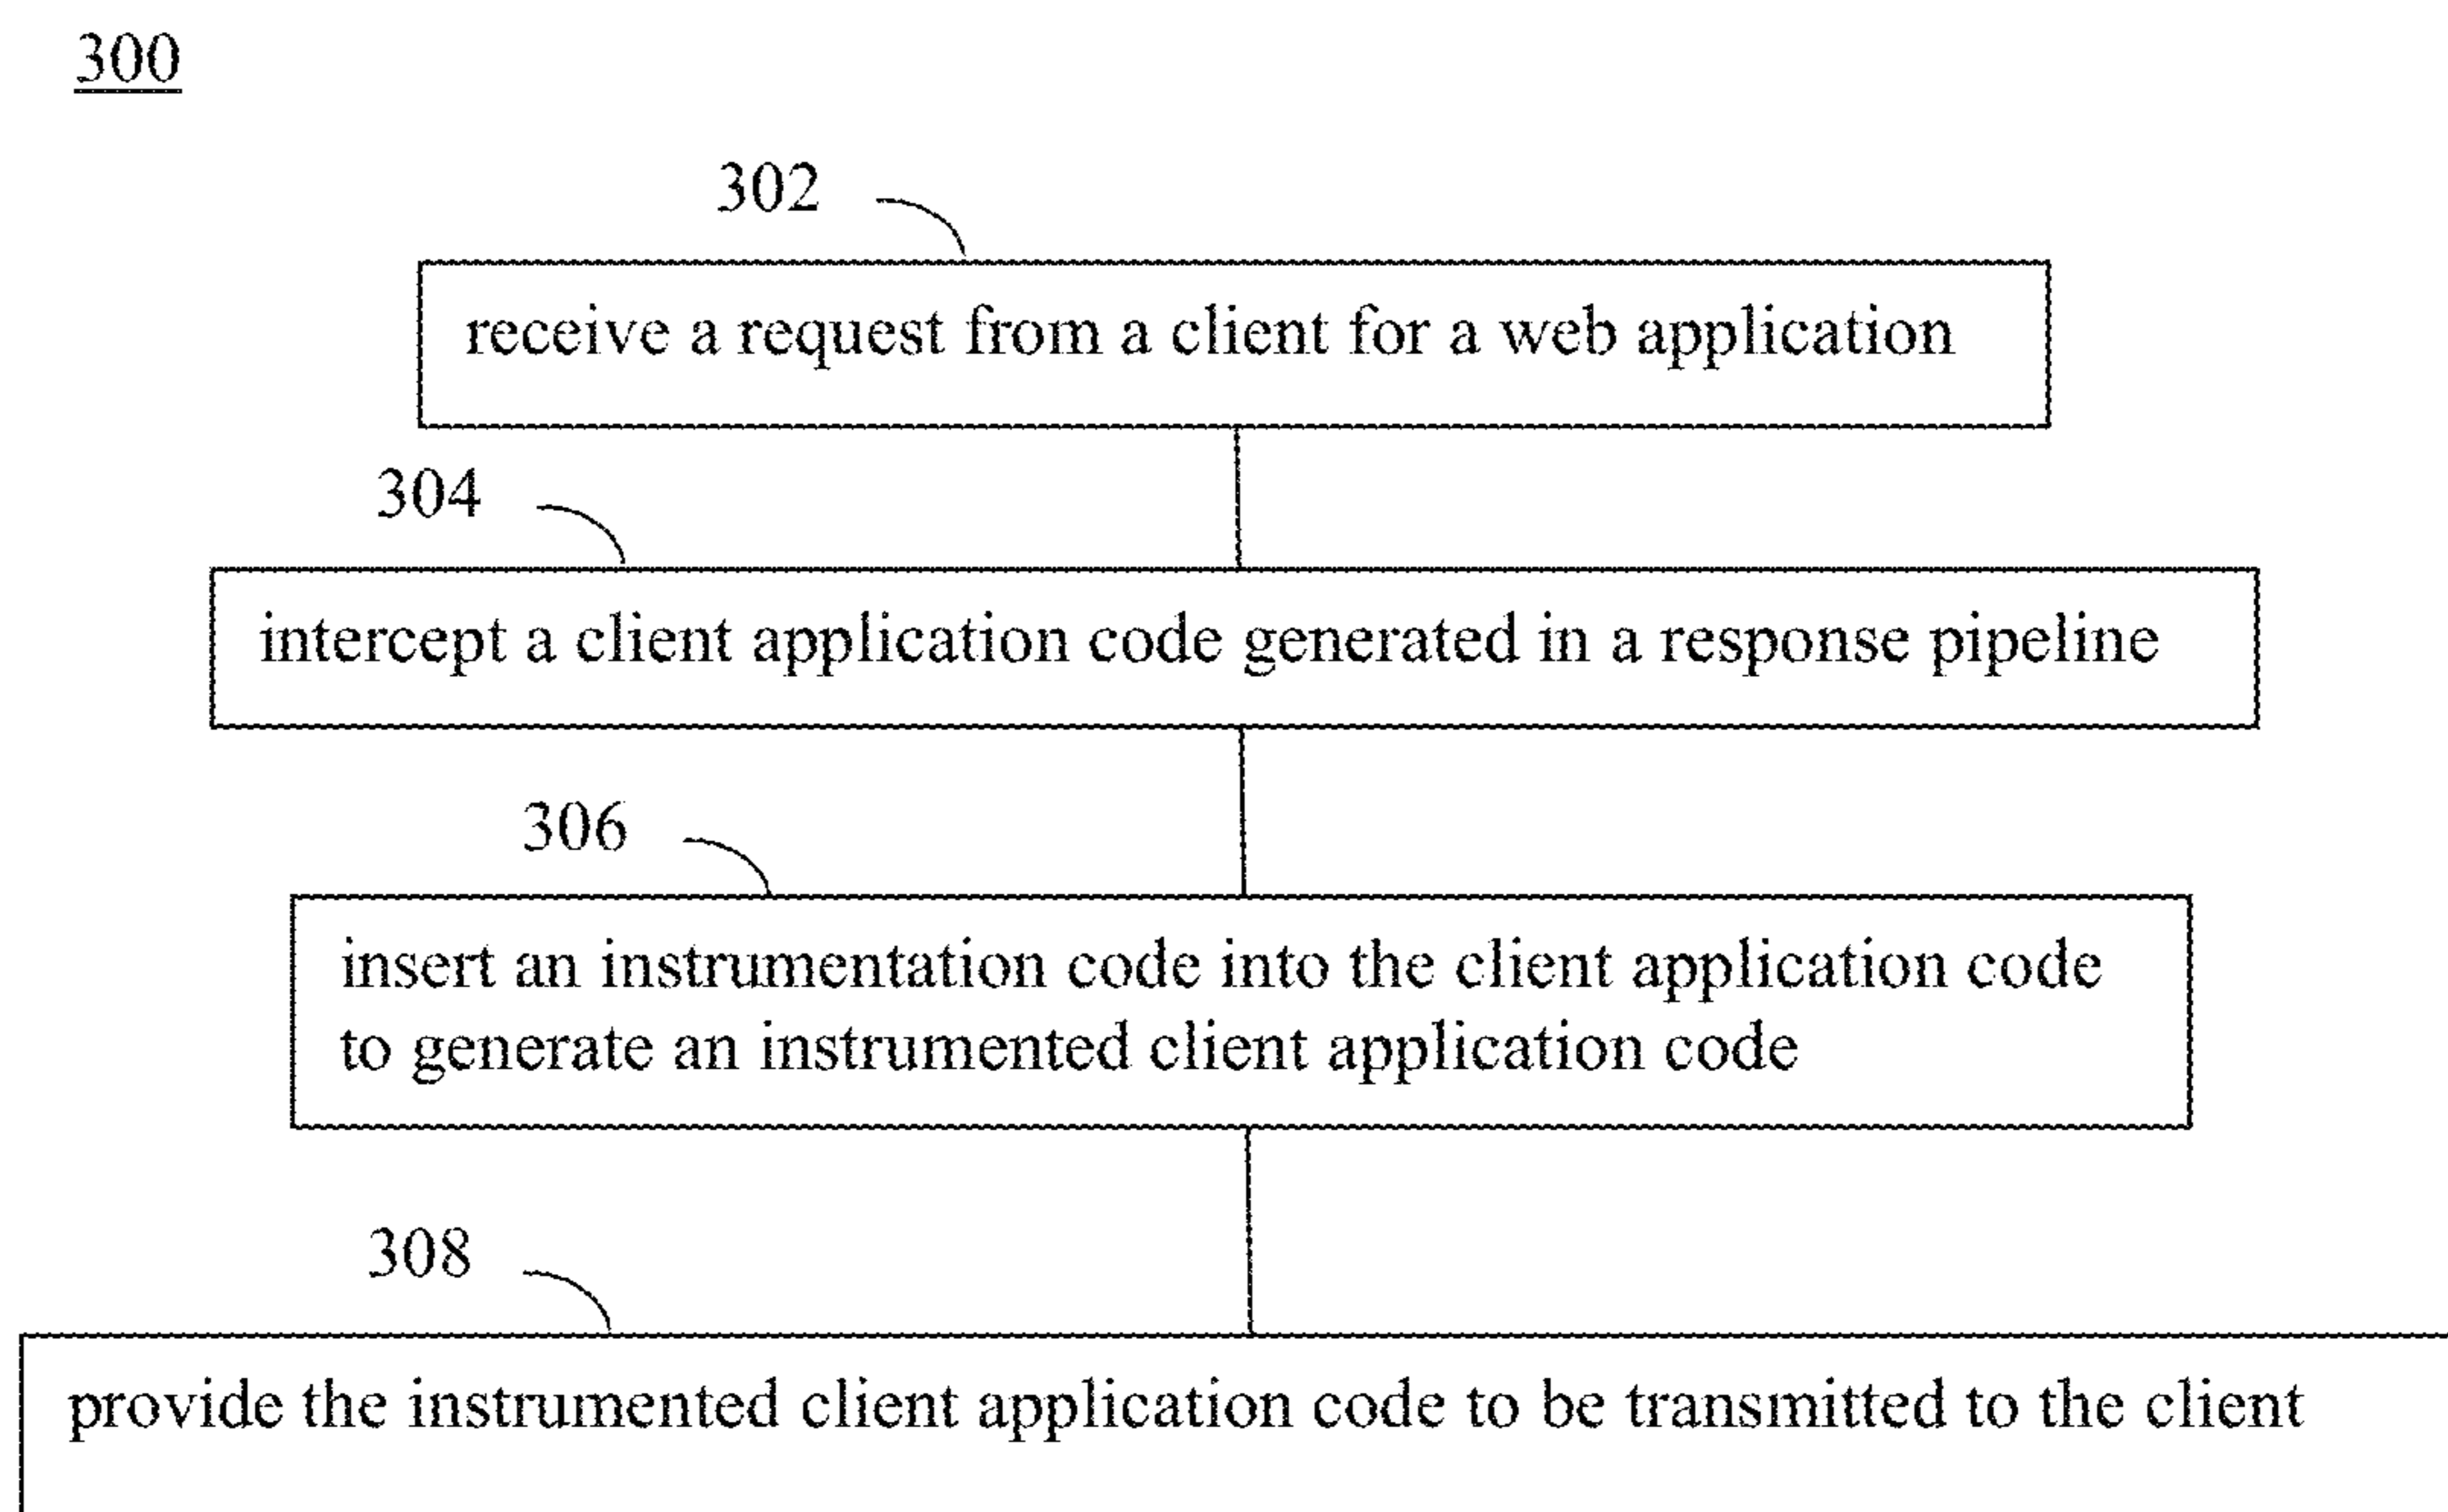 300
302
receive a request from a client for a web application
304
intercept a client application code generated in a response pipeline
306
insert an instrumentation code into the client application code
to generate an instrumented client application code
308
provide the instrumented client application code to be transmitted to the client